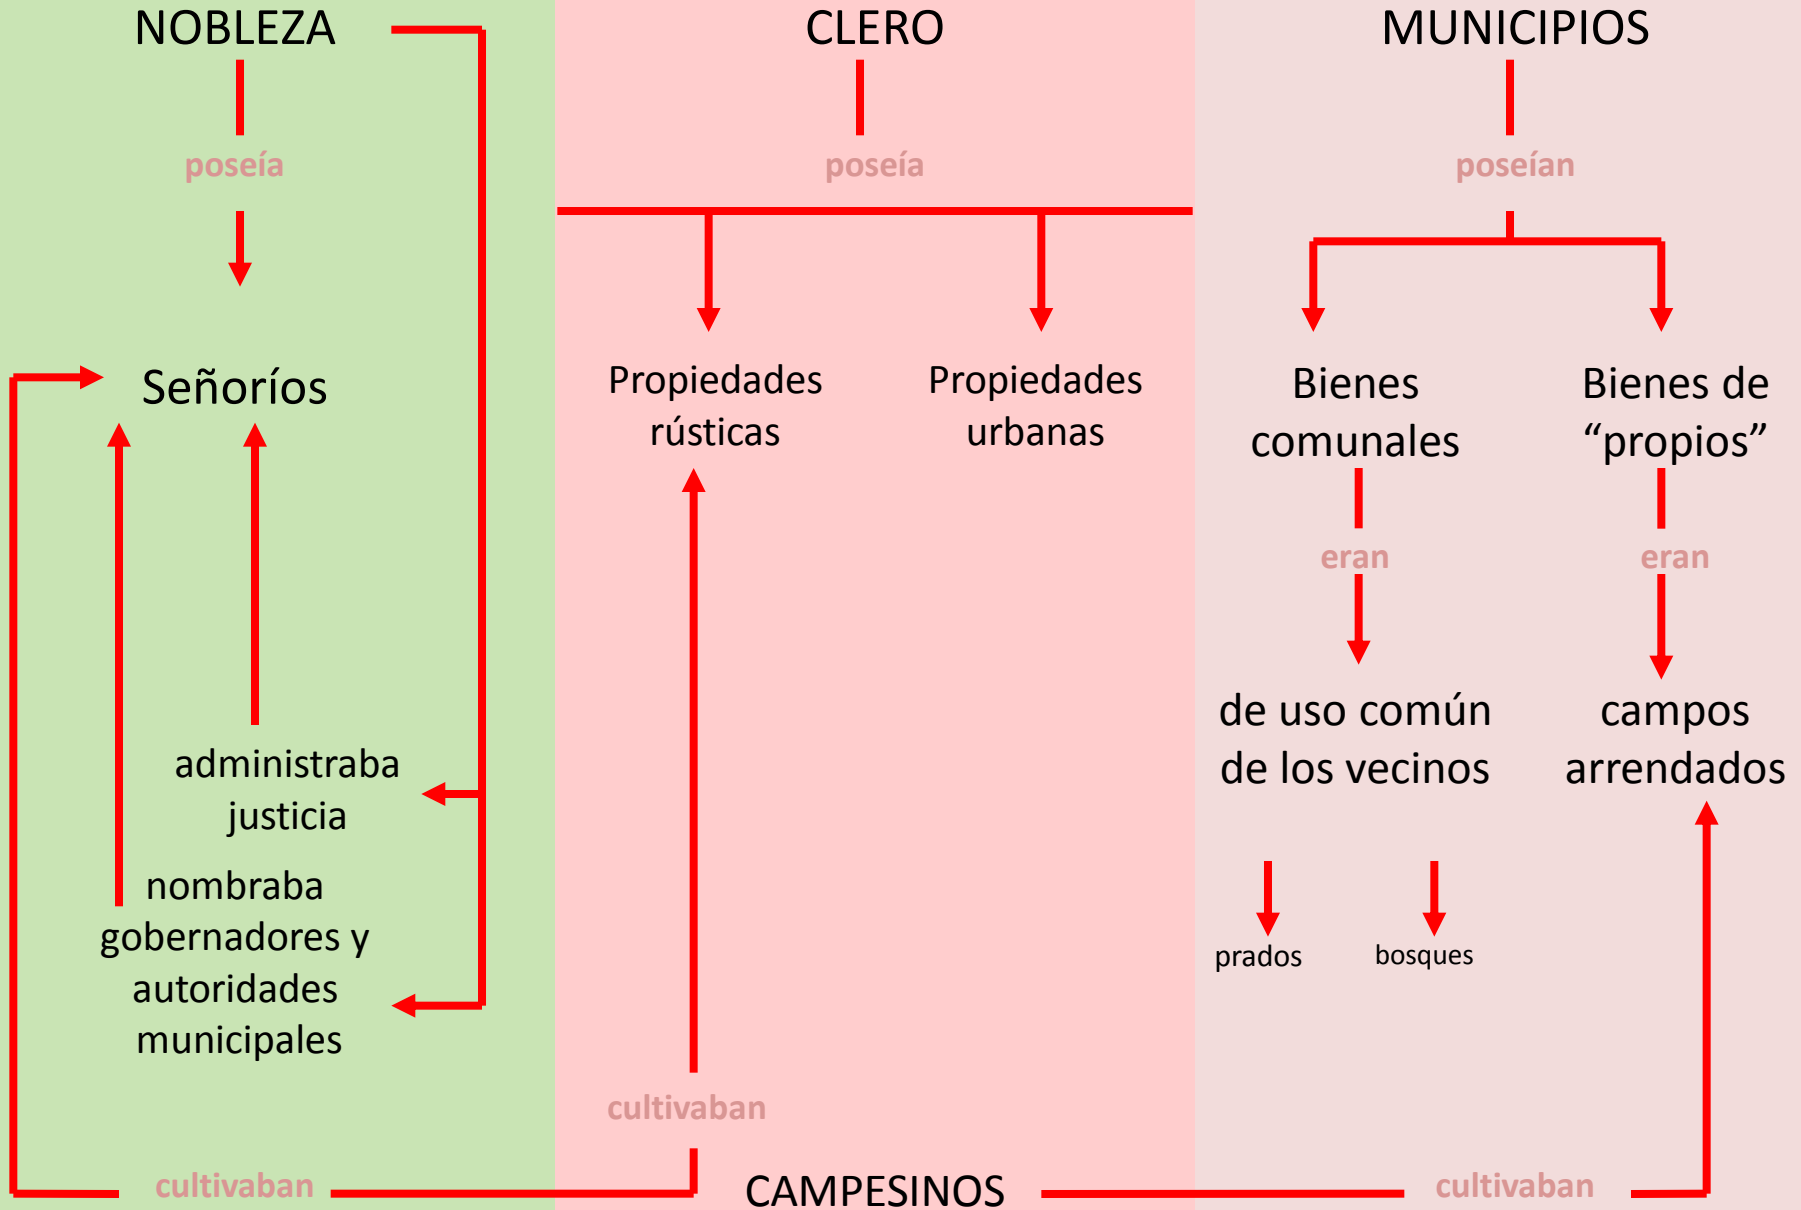 NOBLEZA
poseía
Señoríos
administraba
justicia
nombraba
gobernadores y
autoridades
municipales
cultivaban
CLERO
poseía
Propiedades
rústicas
Propiedades
urbanas
cultivaban
CAMPESINOS
MUNICIPIOS
poseían
Bienes
comunales
eran
de uso común
de los vecinos
prados
bosques
Bienes de
“propios”
eran
campos
arrendados
cultivaban